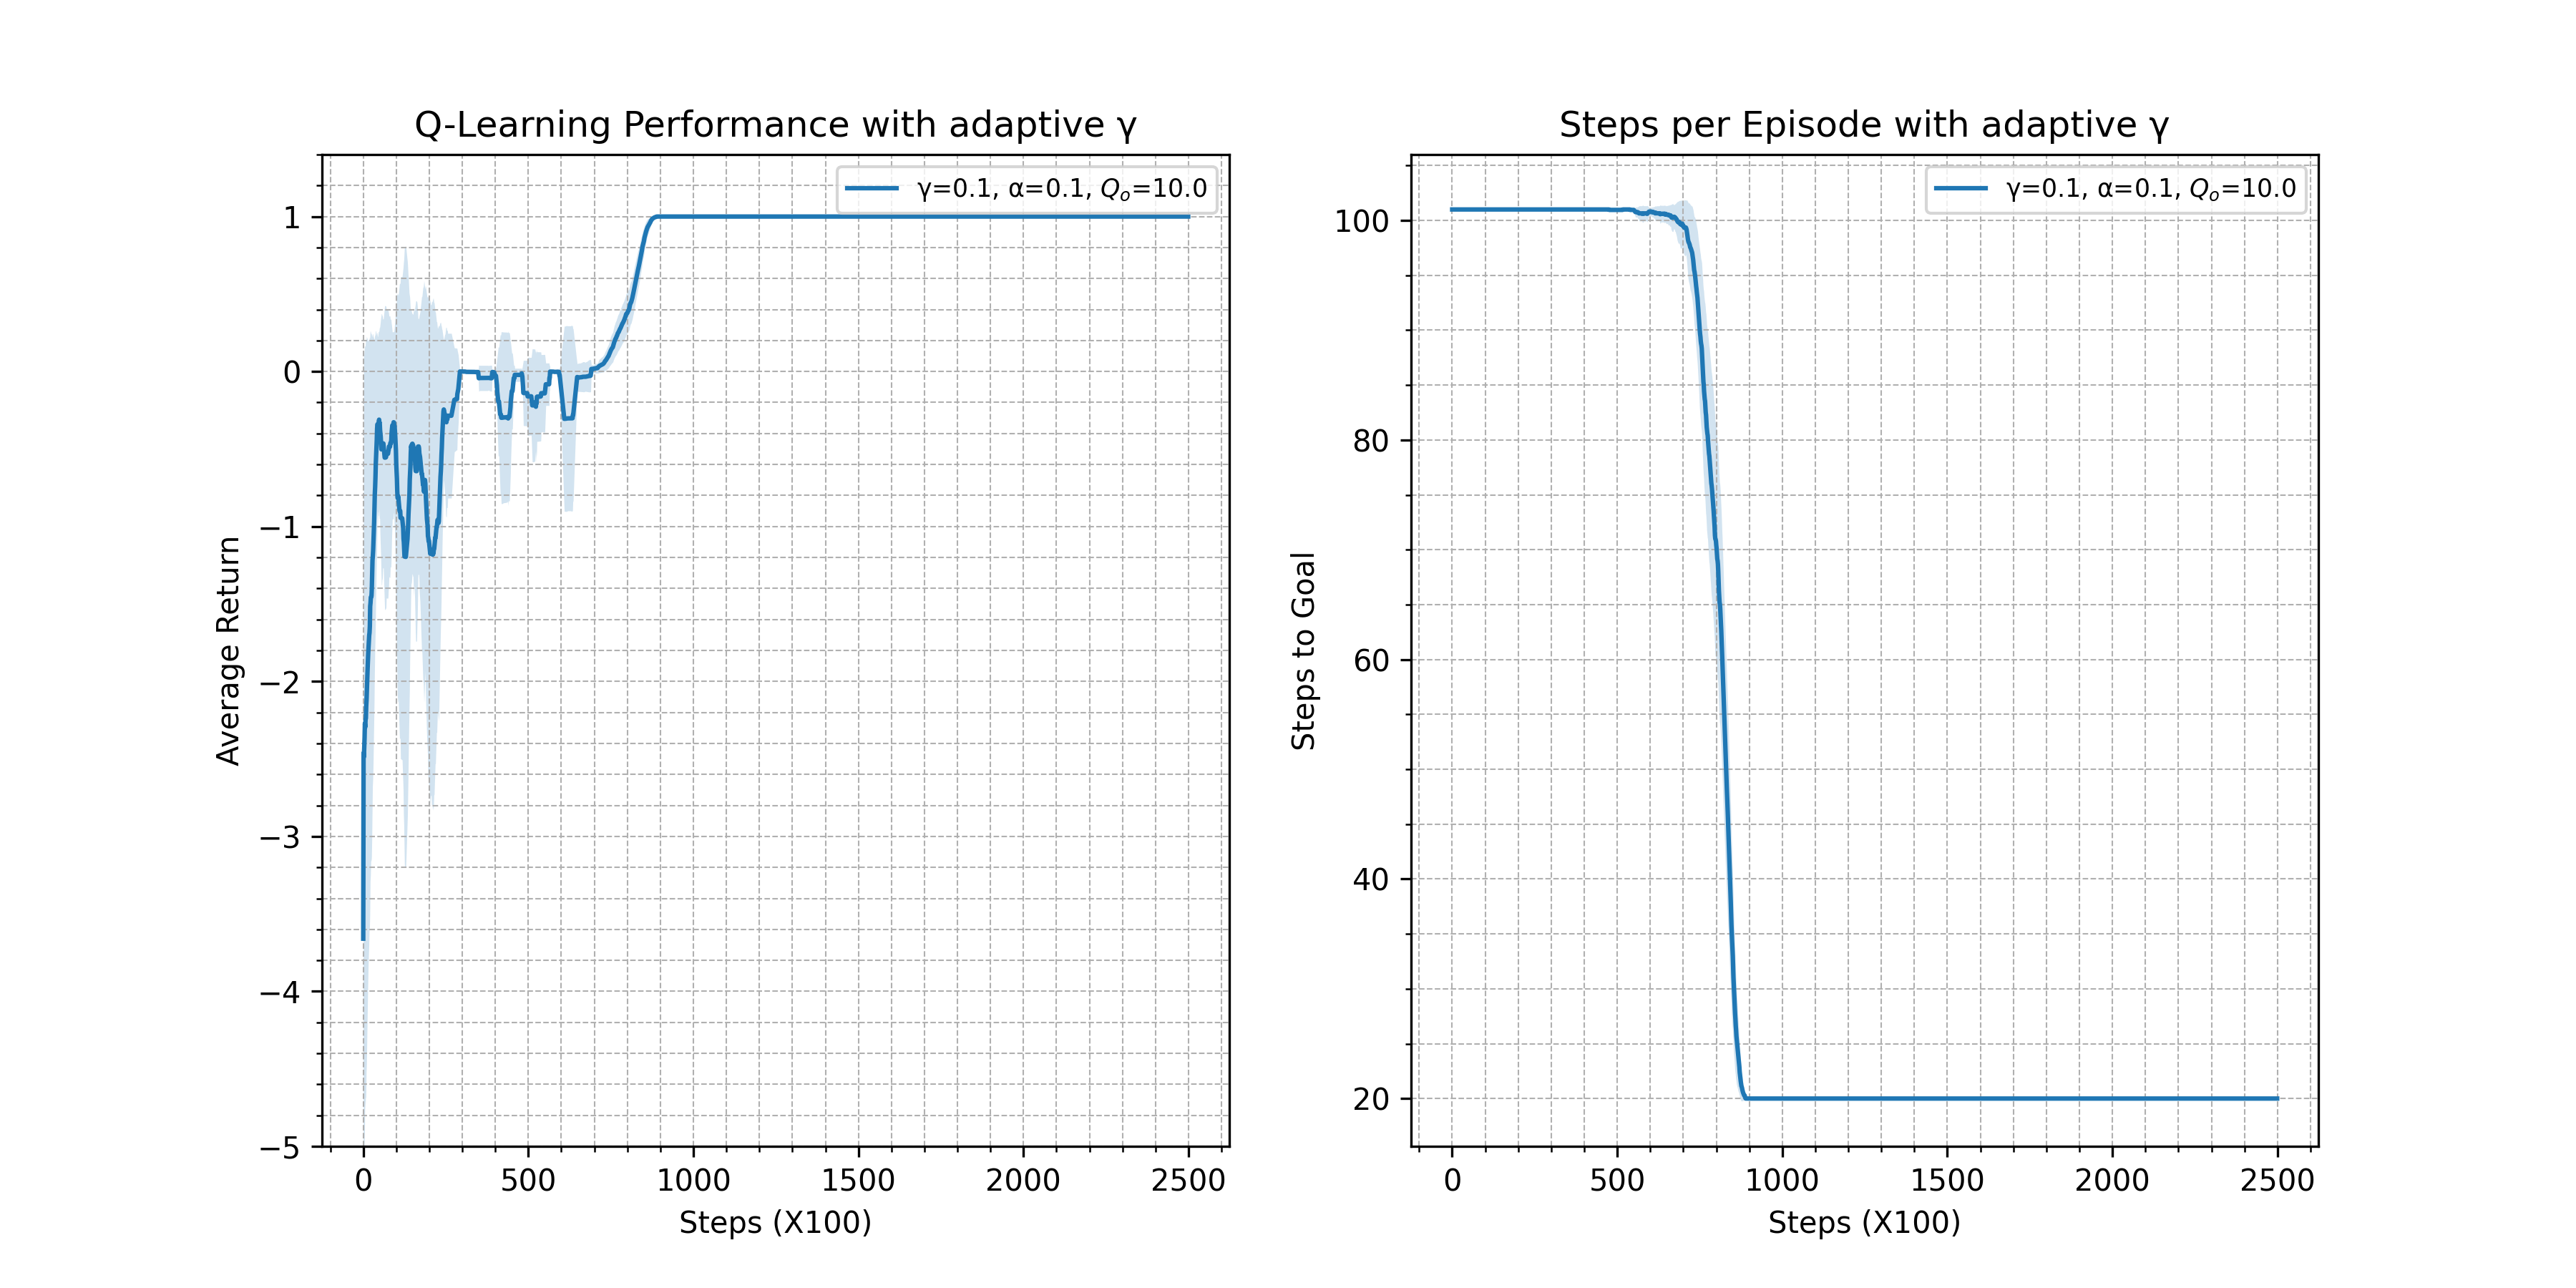 Q-Learning Performance with adaptive γ
γ=0.1, α=0.1, Qₒ=10.0
Average Return
1
0
−1
−2
−3
−4
−5
0 500 1000 1500 2000 2500
Steps (X100)
Steps per Episode with adaptive γ
γ=0.1, α=0.1, Qₒ=10.0
Steps to Goal
100
80
60
40
20
0 500 1000 1500 2000 2500
Steps (X100)